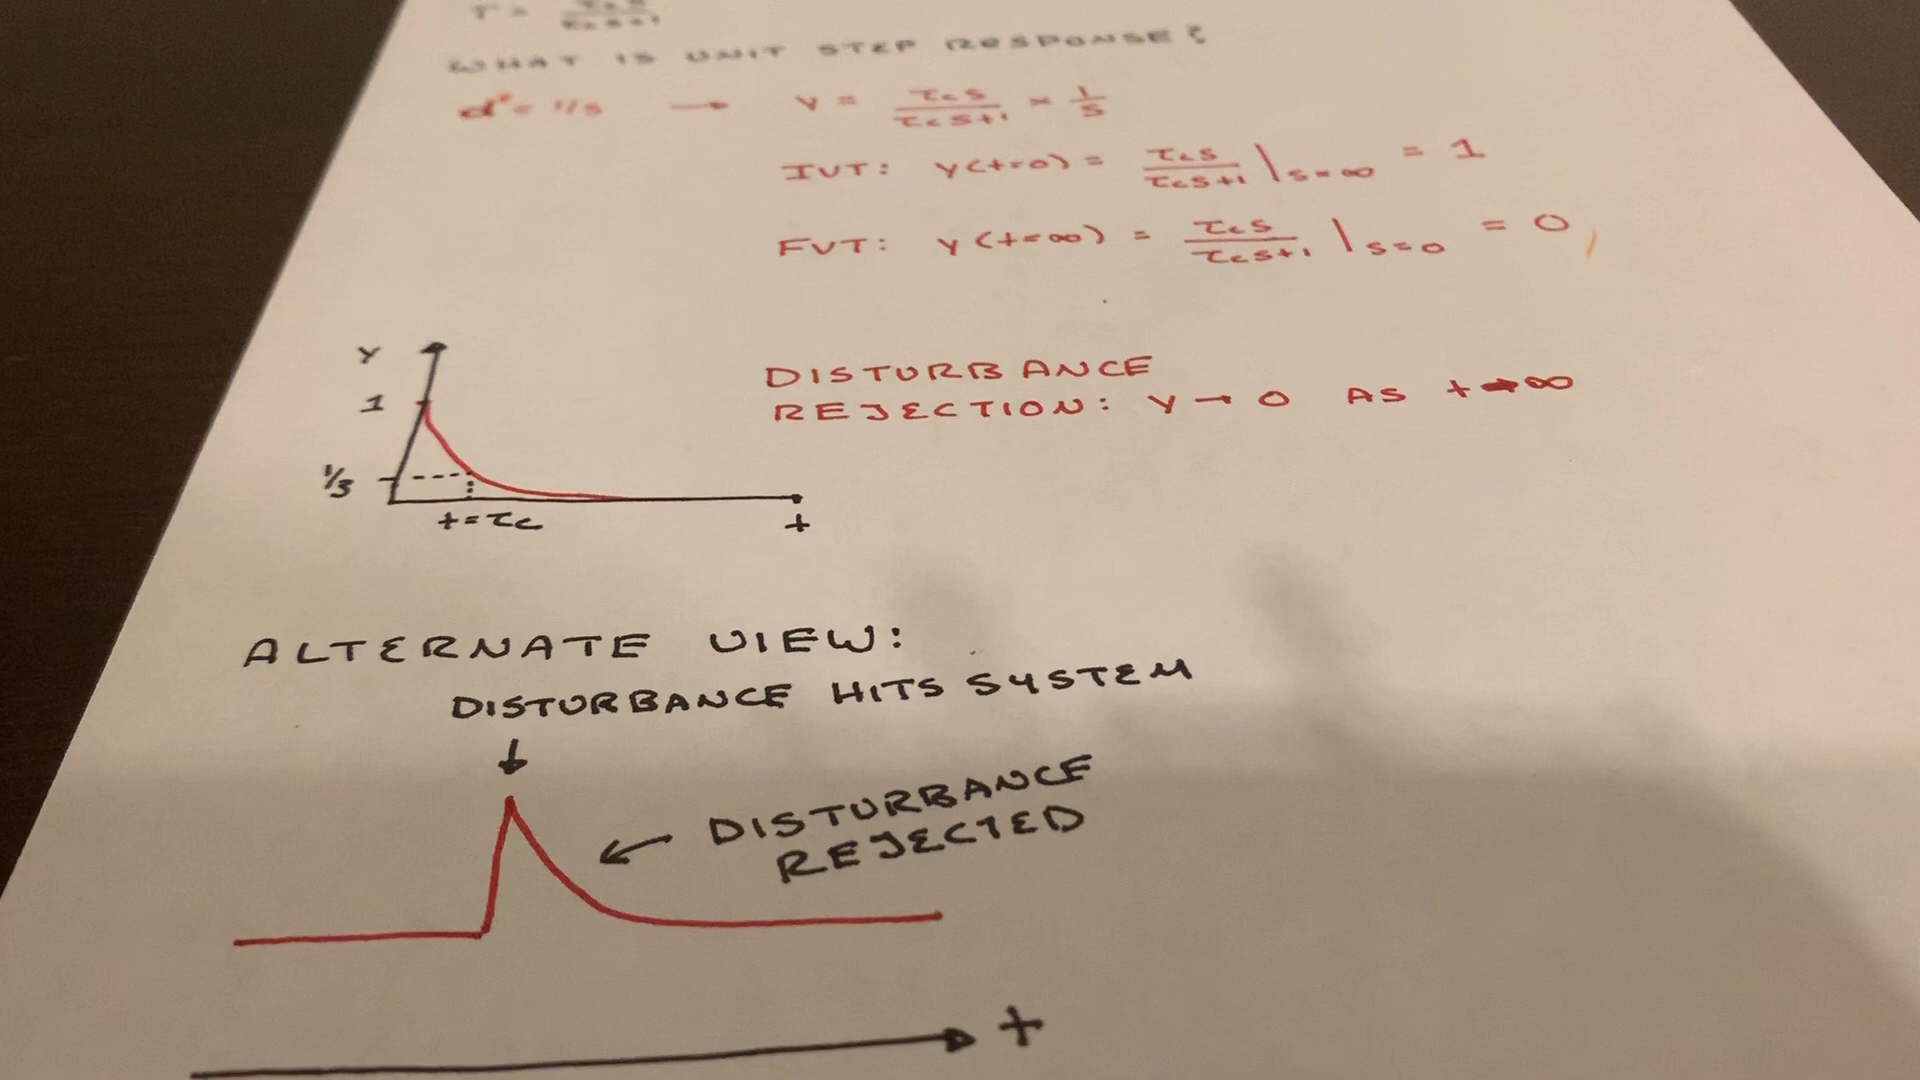 WHAT IS UNIT STEP RESPONSE?
d* = 1/s → Y = τcs / τcs+1 × 1/s
IVT: y(t=0) = τcs / τcs+1 | s=∞ = 1
FVT: y(t=∞) = τcs / τcs+1 | s=0 = 0
Y
1
1/3
t=τc
t
DISTURBANCE
REJECTION: Y → 0 AS t→∞
ALTERNATE VIEW:
DISTURBANCE HITS SYSTEM
DISTURBANCE
REJECTED
t